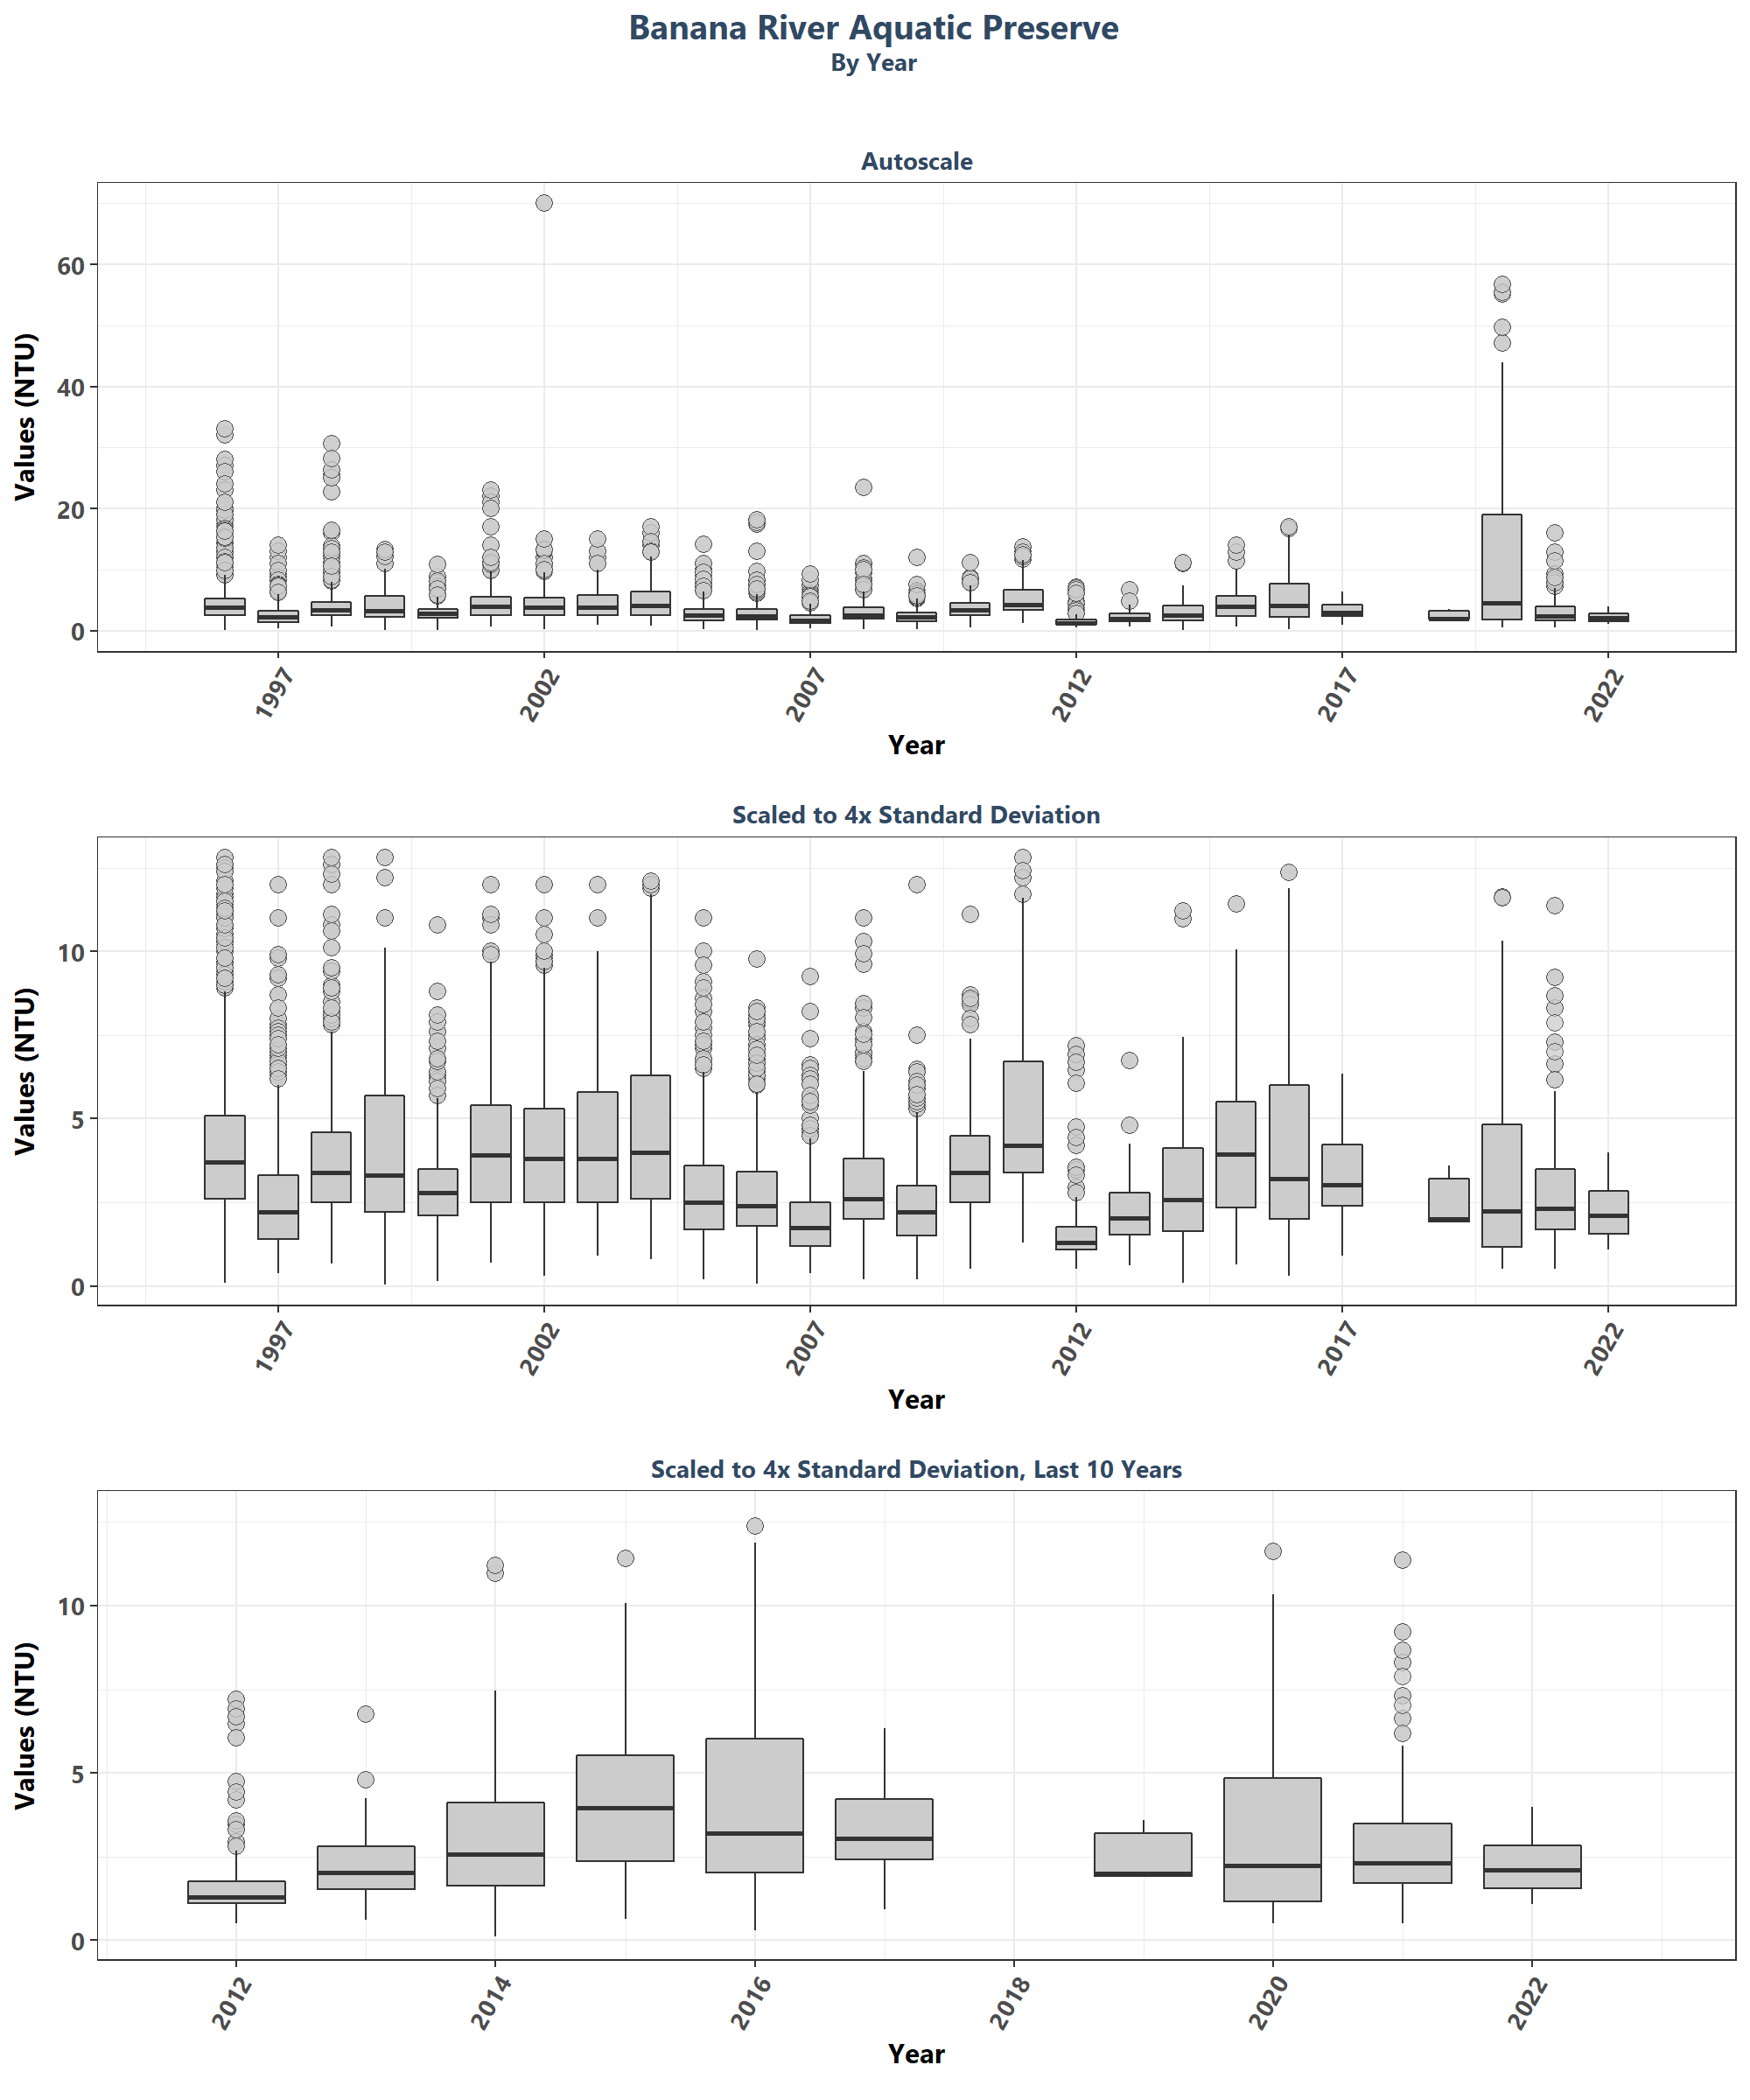 Banana River Aquatic Preserve
By Year
Autoscale
Values (NTU)
60
40
20
0
1997 2002 2007 2012 2017 2022
Year
Scaled to 4x Standard Deviation
Values (NTU)
10
5
0
1997 2002 2007 2012 2017 2022
Year
Scaled to 4x Standard Deviation, Last 10 Years
Values (NTU)
10
5
0
2012 2014 2016 2018 2020 2022
Year